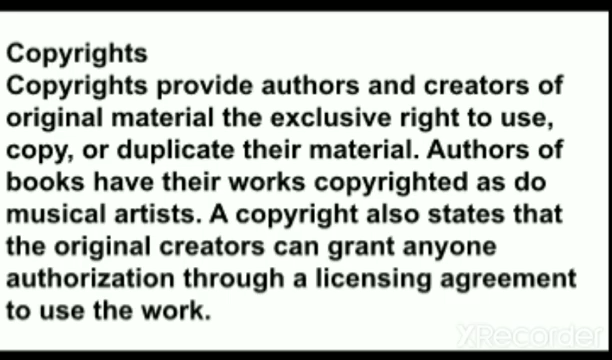 Copyrights
Copyrights provide authors and creators of
original material the exclusive right to use,
copy, or duplicate their material. Authors of
books have their works copyrighted as do
musical artists. A copyright also states that
the original creators can grant anyone
authorization through a licensing agreement
to use the work.
XRecorder